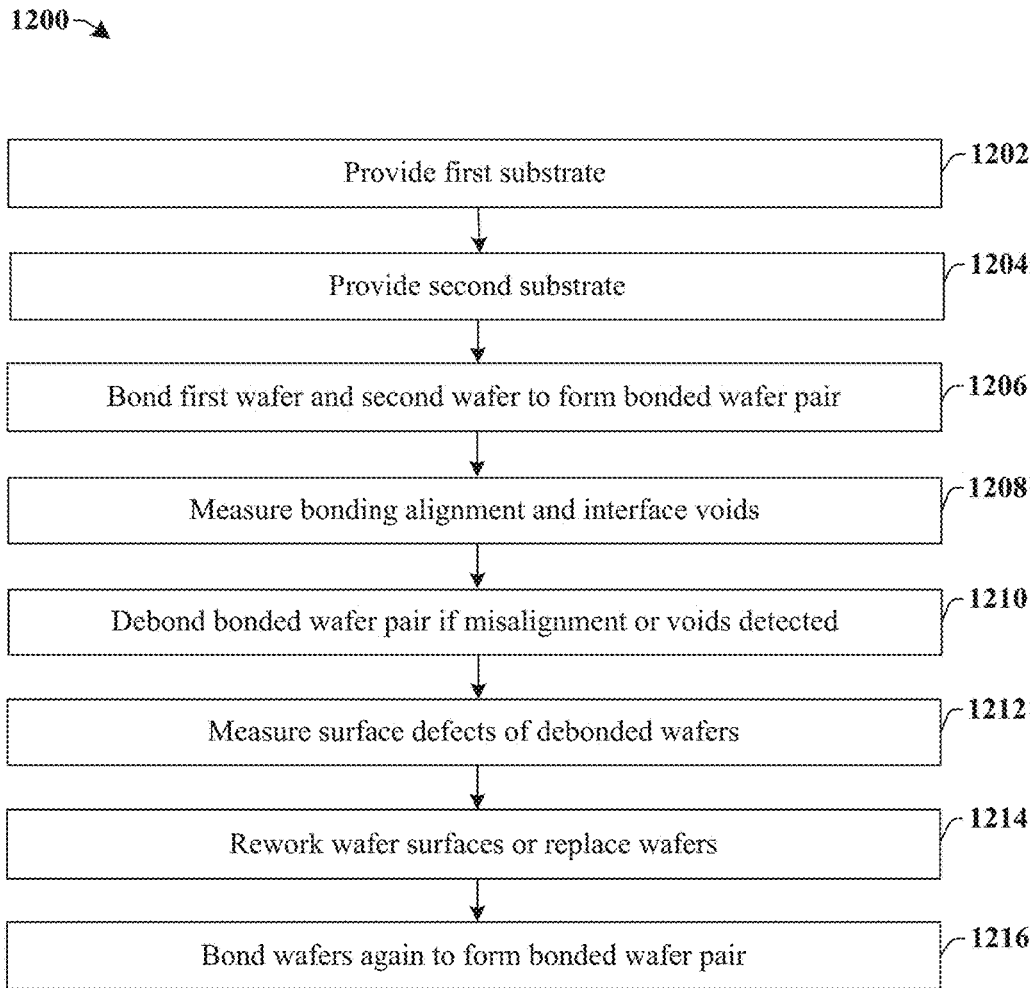 1200
Provide first substrate
1202
Provide second substrate
1204
Bond first wafer and second wafer to form bonded wafer pair
1206
Measure bonding alignment and interface voids
1208
Debond bonded wafer pair if misalignment or voids detected
1210
Measure surface defects of debonded wafers
1212
Rework wafer surfaces or replace wafers
1214
Bond wafers again to form bonded wafer pair
1216